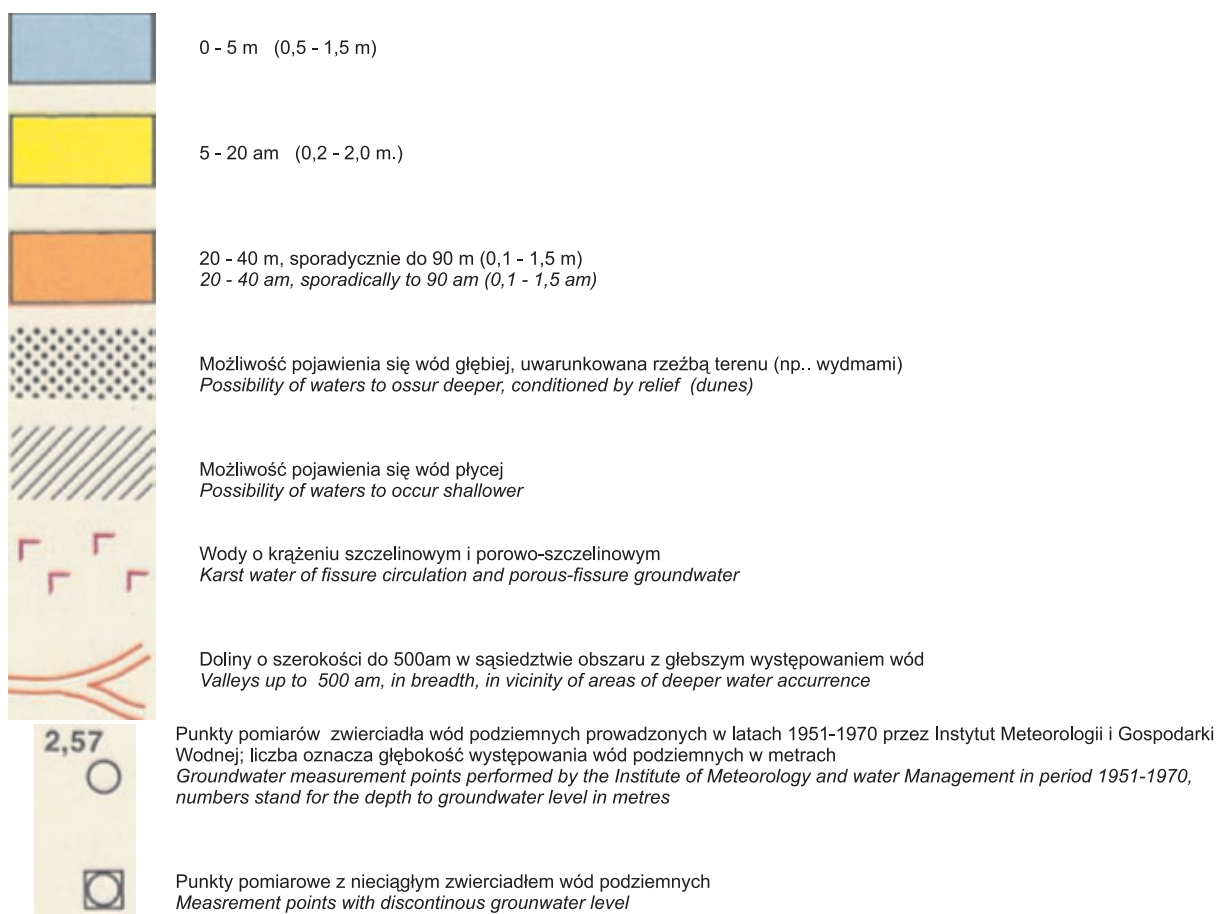 0 - 5 m (0,5 - 1,5 m)
5 - 20 am (0,2 - 2,0 m.)
20 - 40 m, sporadycznie do 90 m (0,1 - 1,5 m)
20 - 40 am, sporadically to 90 am (0,1 - 1,5 am)
Możliwość pojawienia się wód głębiej, uwarunkowana rzeźbą terenu (np.. wydmami)
Possibility of waters to ossur deeper, conditioned by relief (dunes)
Możliwość pojawienia się wód płycej
Possibility of waters to occur shallower
Wody o krążeniu szczelinowym i porowo-szczelinowym
Karst water of fissure circulation and porous-fissure groundwater
Doliny o szerokości do 500am w sąsiedztwie obszaru z głebszym występowaniem wód
Valleys up to 500 am, in breadth, in vicinity of areas of deeper water accurrence
2,57
Punkty pomiarów zwierciadła wód podziemnych prowadzonych w latach 1951-1970 przez Instytut Meteorologii i Gospodarki
Wodnej; liczba oznacza głębokość występowania wód podziemnych w metrach
Groundwater measurement points performed by the Institute of Meteorology and water Management in period 1951-1970,
numbers stand for the depth to groundwater level in metres
Punkty pomiarowe z nieciągłym zwierciadłem wód podziemnych
Measrement points with discontinous grounwater level